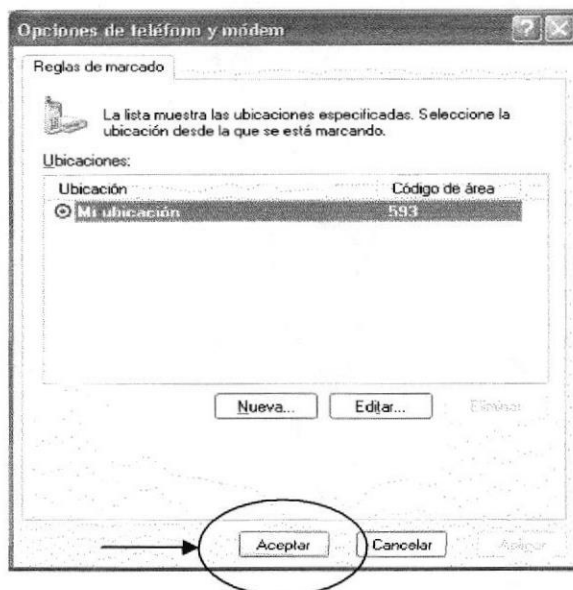 Opciones de teléfono y módem
Reglas de marcado
La lista muestra las ubicaciones especificadas. Seleccione la
ubicación desde la que se está marcando.
Ubicaciones:
Ubicación Código de área
Mi ubicación 593
Nueva... Editar... Eliminar
Aceptar Cancelar Aplicar